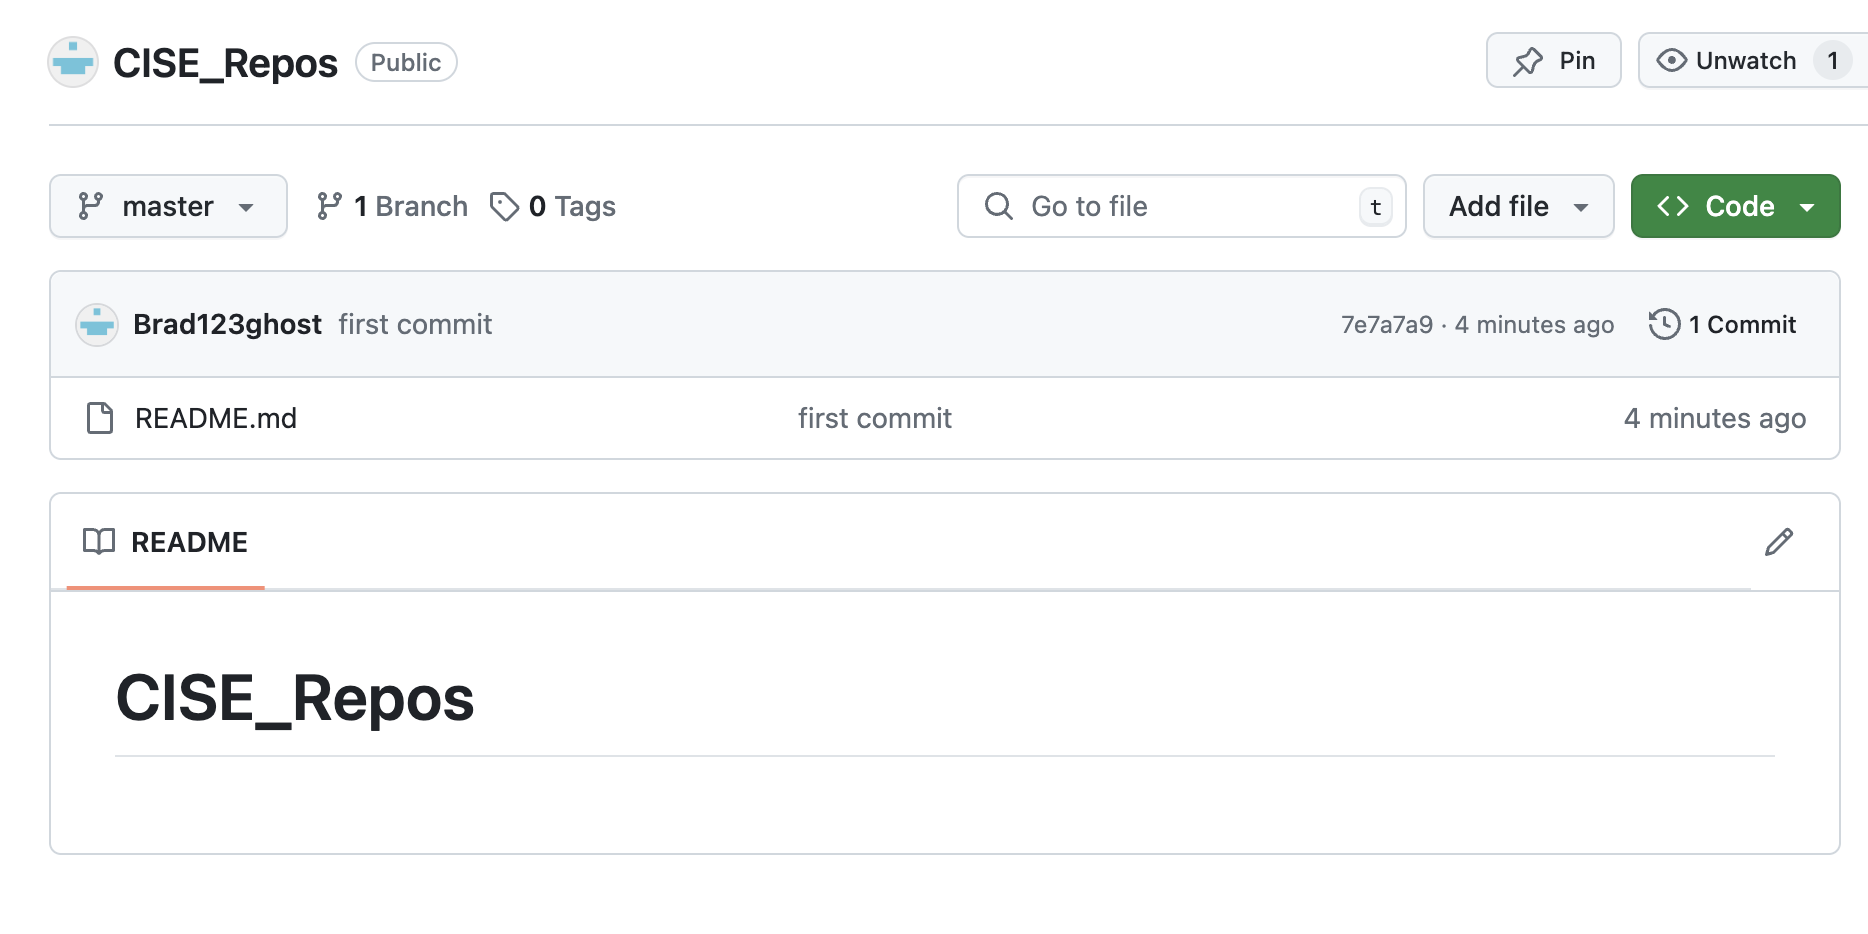 CISE_Repos Public Pin Unwatch 1
master 1 Branch 0 Tags Go to file t Add file Code
Brad123ghost first commit 7e7a7a9 · 4 minutes ago 1 Commit
README.md first commit 4 minutes ago
README
CISE_Repos